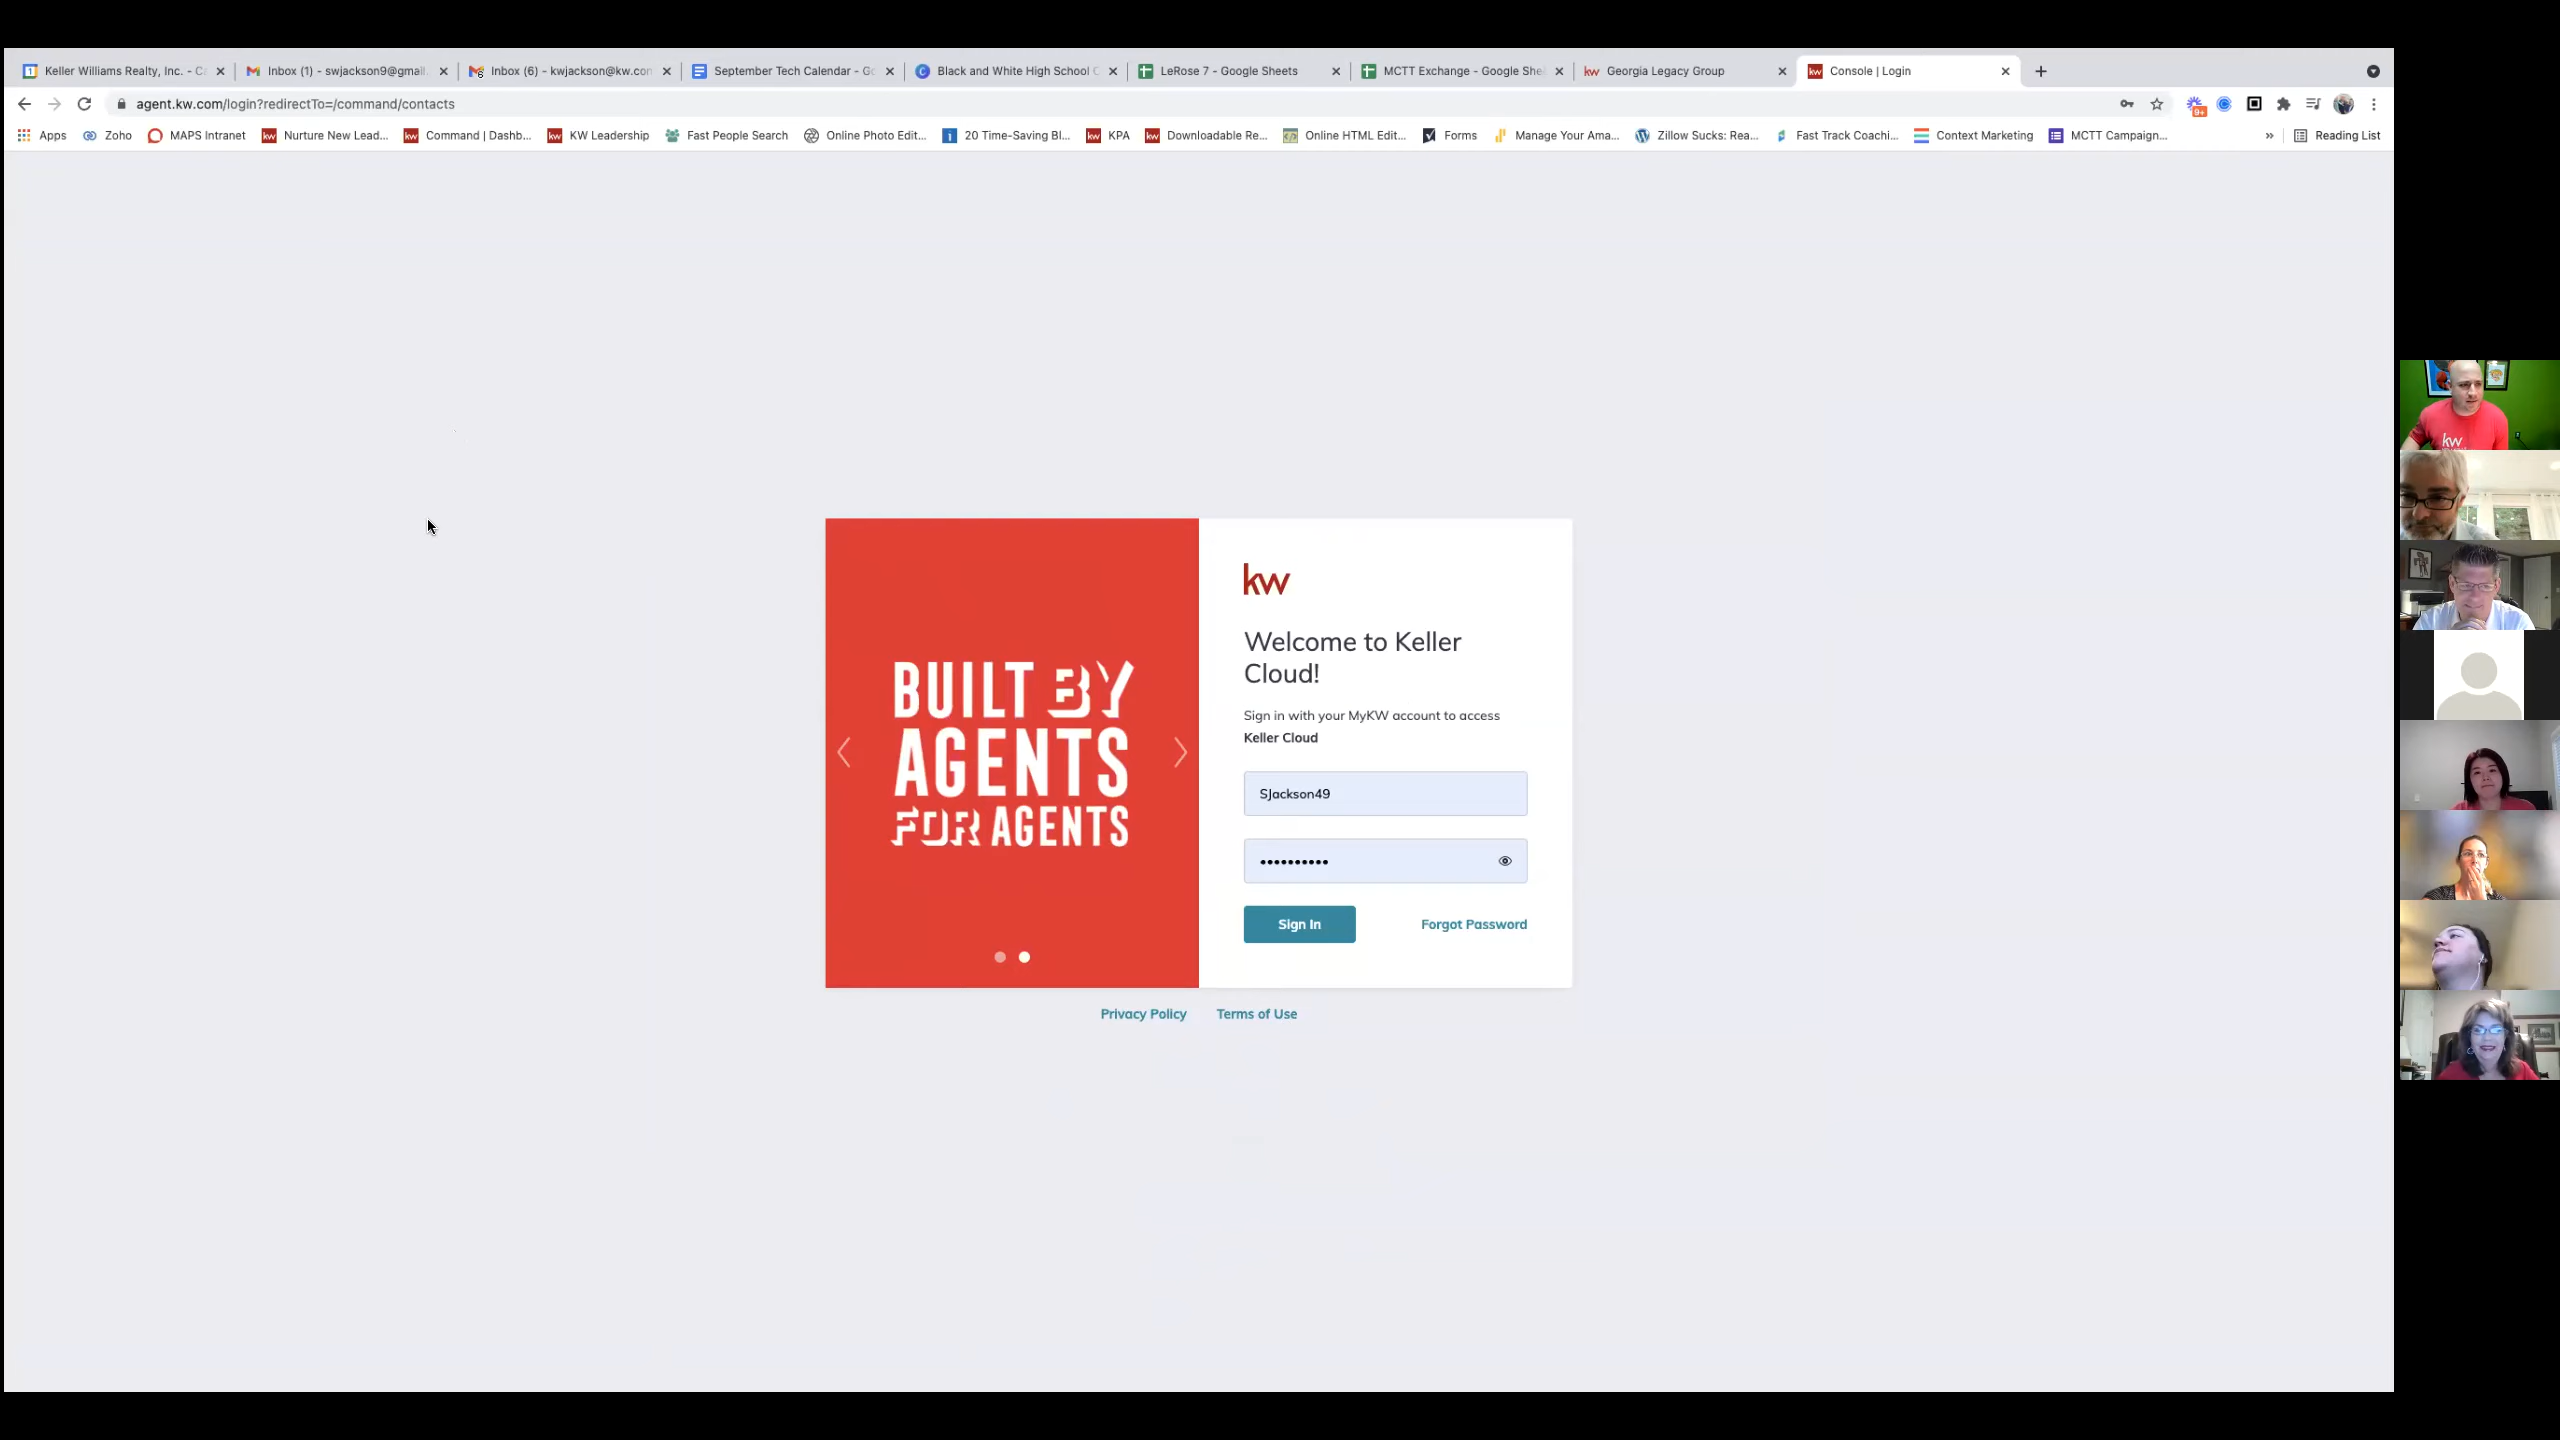 Keller Williams Realty, Inc. - C
Inbox (1) - swjackson9@gmail.
Inbox (6) - kwjackson@kw.con
September Tech Calendar - Go
Black and White High School C
LeRose 7 - Google Sheets
MCTT Exchange - Google She
Georgia Legacy Group
Console | Login
agent.kw.com/login?redirectTo=/command/contacts
9+
Apps
Zoho
MAPS Intranet
Nurture New Lead...
Command | Dashb...
KW Leadership
Fast People Search
Online Photo Edit...
20 Time-Saving Bl...
KPA
Downloadable Re...
Online HTML Edit...
Forms
Manage Your Ama...
Zillow Sucks: Rea...
Fast Track Coachi...
Context Marketing
MCTT Campaign...
»
Reading List
BUILT BY
AGENTS
FOR AGENTS
kw
Welcome to Keller
Cloud!
Sign in with your MyKW account to access
Keller Cloud
SJackson49
••••••••••
Sign In
Forgot Password
Privacy Policy
Terms of Use
kw